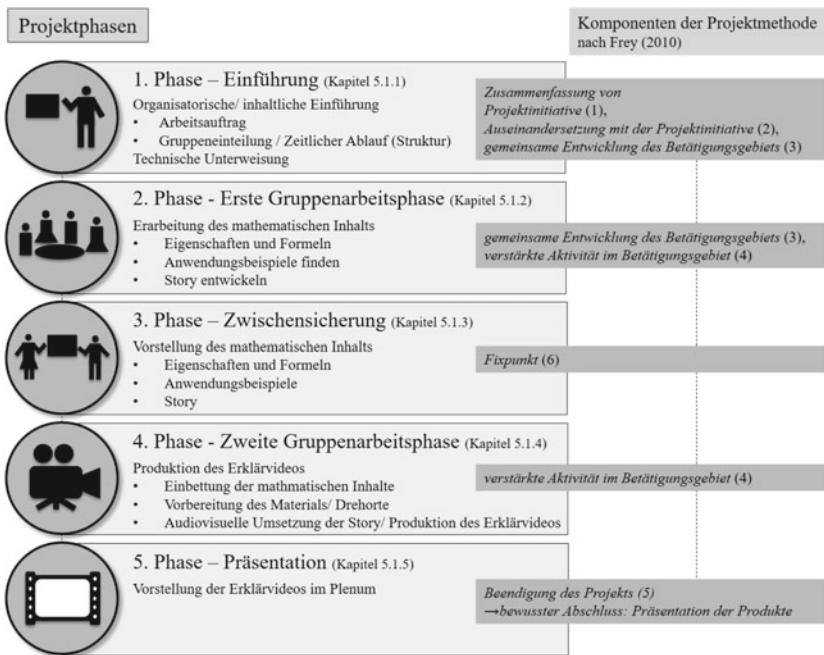 Projektphasen
Komponenten der Projektmethode
nach Frey (2010)
1. Phase – Einführung (Kapitel 5.1.1)
Organisatorische/ inhaltliche Einführung
• Arbeitsauftrag
• Gruppeneinteilung / Zeitlicher Ablauf (Struktur)
Technische Unterweisung
Zusammenfassung von
Projektinitiative (1),
Auseinandersetzung mit der Projektinitiative (2),
gemeinsame Entwicklung des Betätigungsgebiets (3)
2. Phase - Erste Gruppenarbeitsphase (Kapitel 5.1.2)
Erarbeitung des mathematischen Inhalts
• Eigenschaften und Formeln
• Anwendungsbeispiele finden
• Story entwickeln
gemeinsame Entwicklung des Betätigungsgebiets (3),
verstärkte Aktivität im Betätigungsgebiet (4)
3. Phase – Zwischensicherung (Kapitel 5.1.3)
Vorstellung des mathematischen Inhalts
• Eigenschaften und Formeln
• Anwendungsbeispiele
• Story
Fixpunkt (6)
4. Phase - Zweite Gruppenarbeitsphase (Kapitel 5.1.4)
Produktion des Erklärvideos
• Einbettung der mathmatischen Inhalte
• Vorbereitung des Materials/ Drehorte
• Audiovisuelle Umsetzung der Story/ Produktion des Erklärvideos
verstärkte Aktivität im Betätigungsgebiet (4)
5. Phase – Präsentation (Kapitel 5.1.5)
Vorstellung der Erklärvideos im Plenum
Beendigung des Projekts (5)
→bewusster Abschluss: Präsentation der Produkte